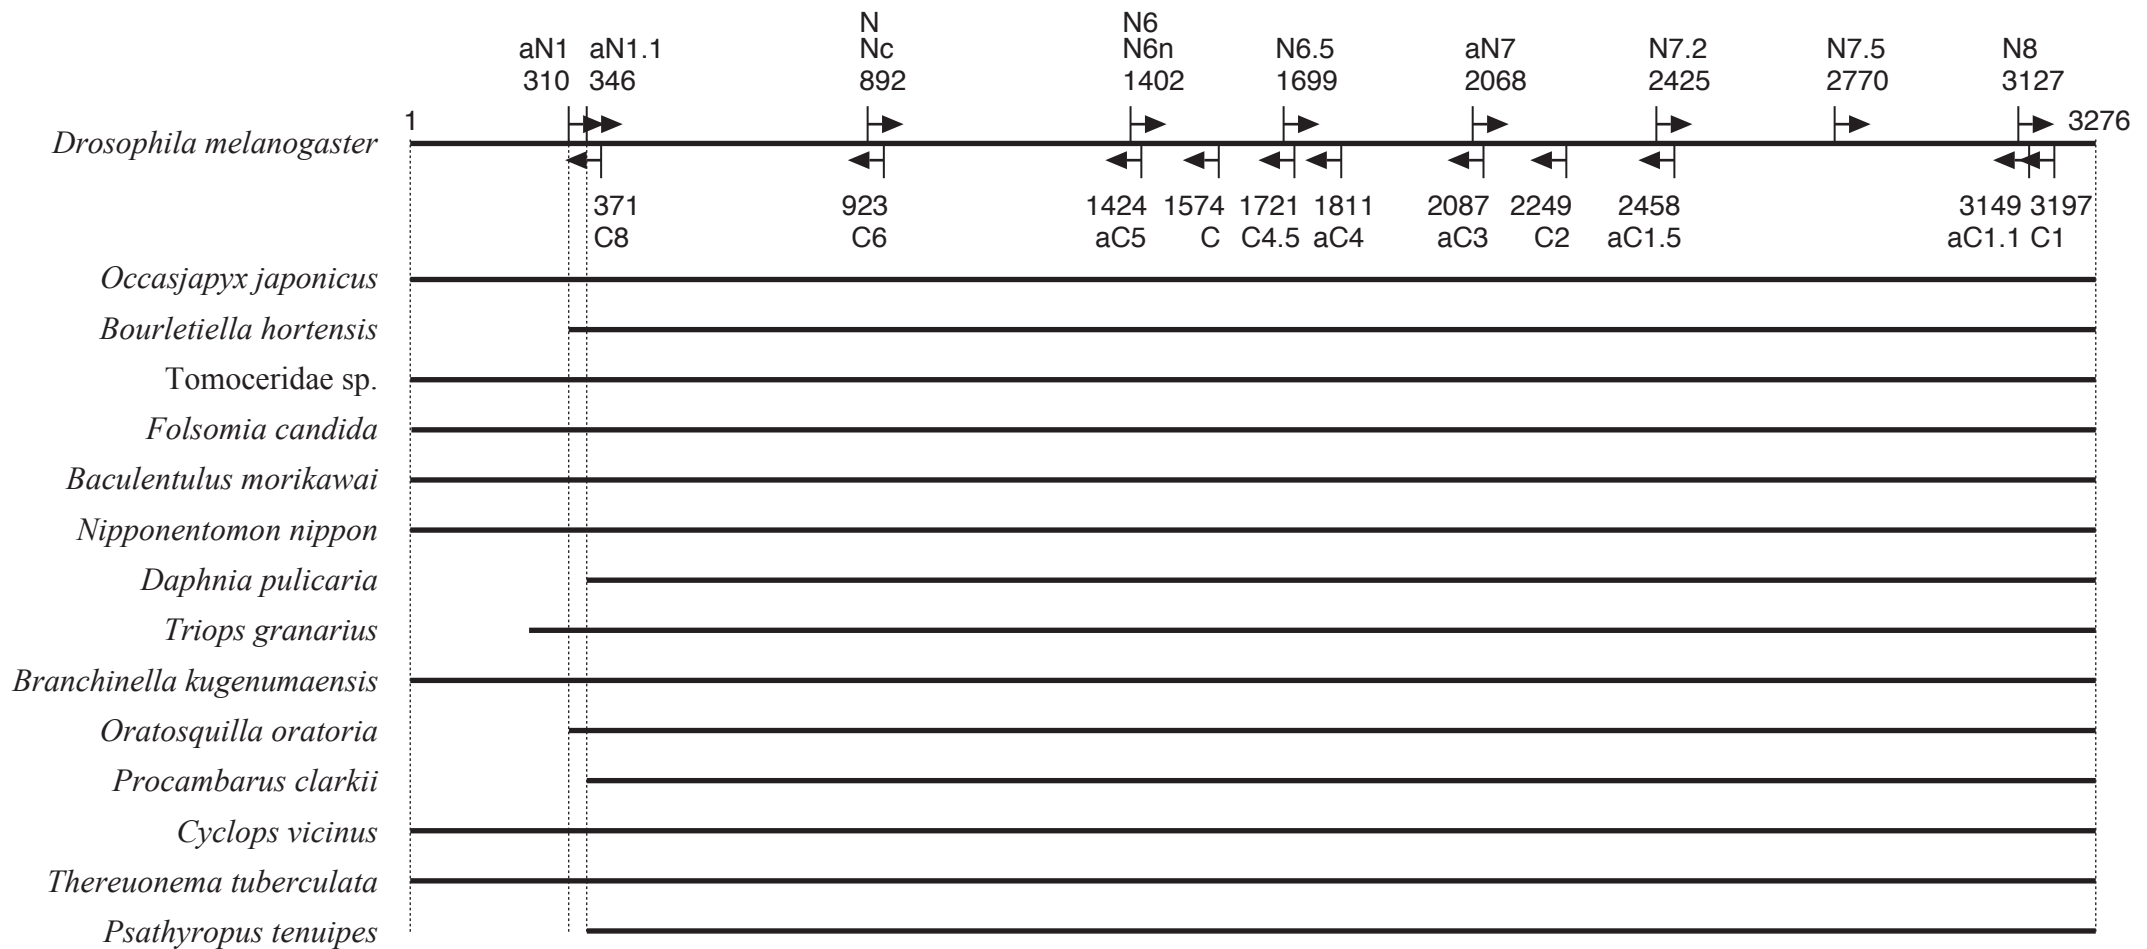 N N6
aN1 aN1.1 Nc N6n N6.5 aN7 N7.2 N7.5 N8
310 346 892 1402 1699 2068 2425 2770 3127
1 3276
Drosophila melanogaster
371 923 1424 1574 1721 1811 2087 2249 2458 3149 3197
C8 C6 aC5 C C4.5 aC4 aC3 C2 aC1.5 aC1.1 C1
Occasjapyx japonicus
Bourletiella hortensis
Tomoceridae sp.
Folsomia candida
Baculentulus morikawai
Nipponentomon nippon
Daphnia pulicaria
Triops granarius
Branchinella kugenumaensis
Oratosquilla oratoria
Procambarus clarkii
Cyclops vicinus
Thereuonema tuberculata
Psathyropus tenuipes